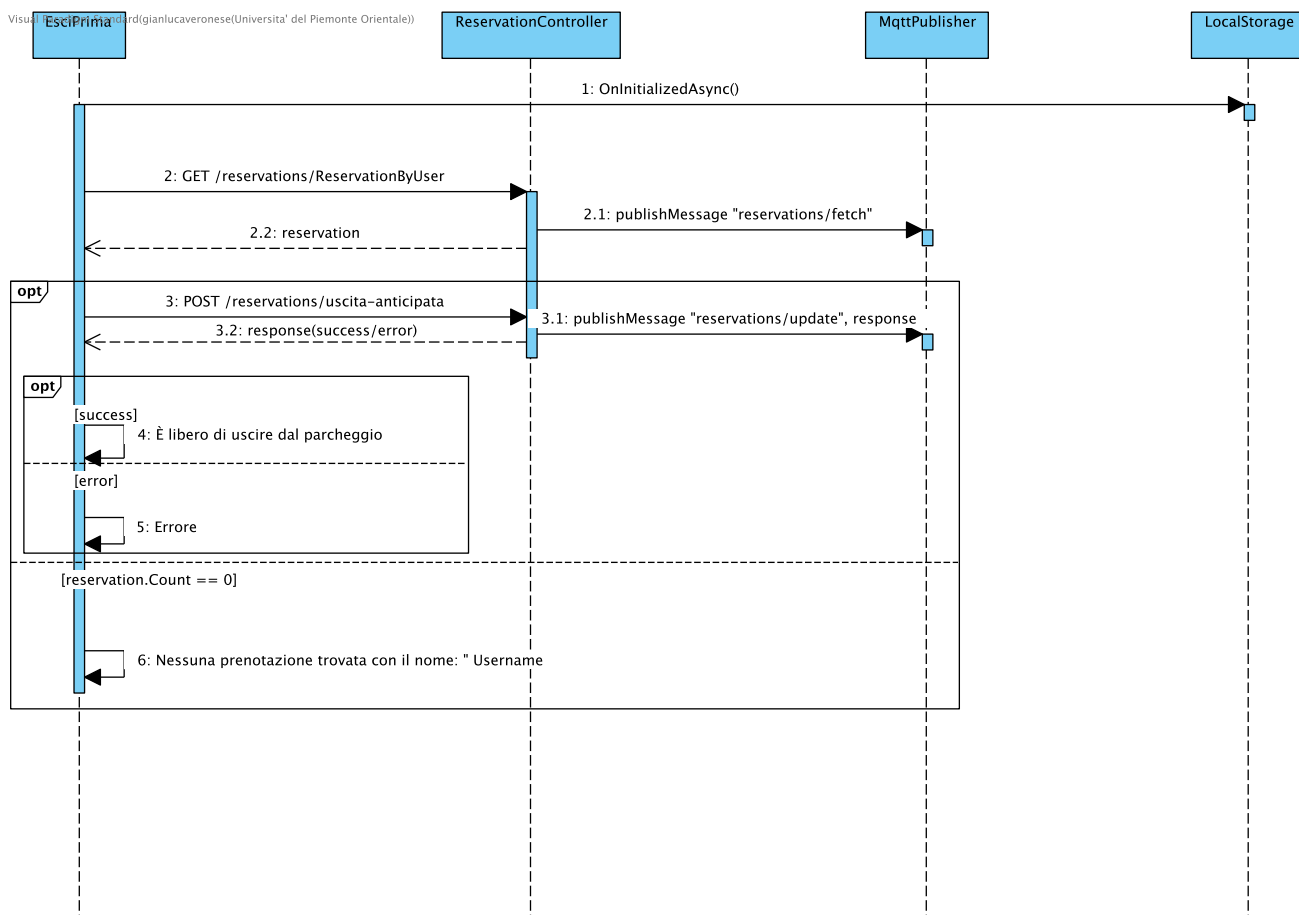 Visual Paradigm Standard(gianlucaveronese(Universita' del Piemonte Orientale))
EsciPrima
ReservationController
MqttPublisher
LocalStorage
1: OnInitializedAsync()
2: GET /reservations/ReservationByUser
2.1: publishMessage "reservations/fetch"
2.2: reservation
opt
3: POST /reservations/uscita-anticipata
3.1: publishMessage "reservations/update", response
3.2: response(success/error)
opt
[success]
4: È libero di uscire dal parcheggio
[error]
5: Errore
[reservation.Count == 0]
6: Nessuna prenotazione trovata con il nome: " Username